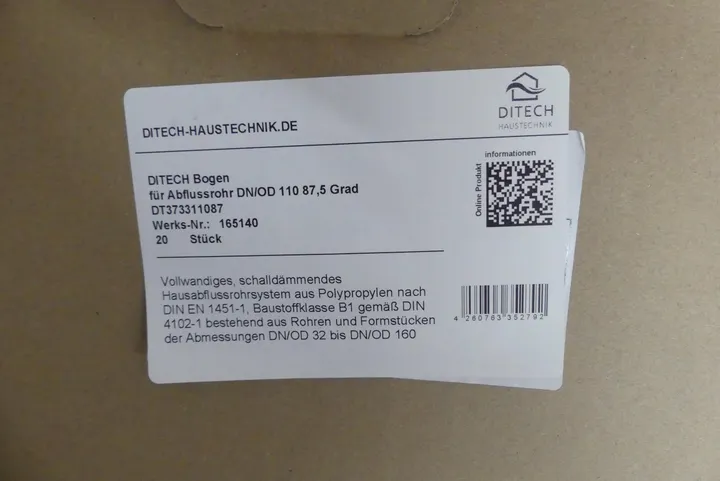 DITECH-HAUSTECHNIK.DE
DITECH
HAUSTECHNIK
DITECH Bogen
für Abflussrohr DN/OD 110 87,5 Grad
DT373311087
Werks-Nr.: 165140
20 Stück
informationen
Online Produkt
Vollwandiges, schalldämmendes
Hausabflussrohrsystem aus Polypropylen nach
DIN EN 1451-1, Baustoffklasse B1 gemäß DIN
4102-1 bestehend aus Rohren und Formstücken
der Abmessungen DN/OD 32 bis DN/OD 160
4 260763 352792